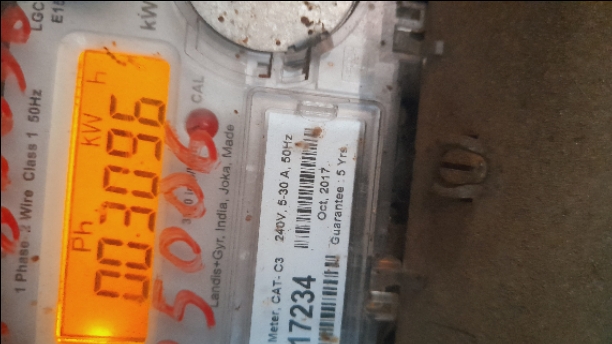 LGC
1 Phase 2 Wire Class 1 50Hz
Ph KW h
003096
CAL
Landis+Gyr, India, Joka, Made
Meter, CAT- C3 240V, 5-30 A, 50Hz
17234
Oct, 2017
Guarantee : 5 Yrs.